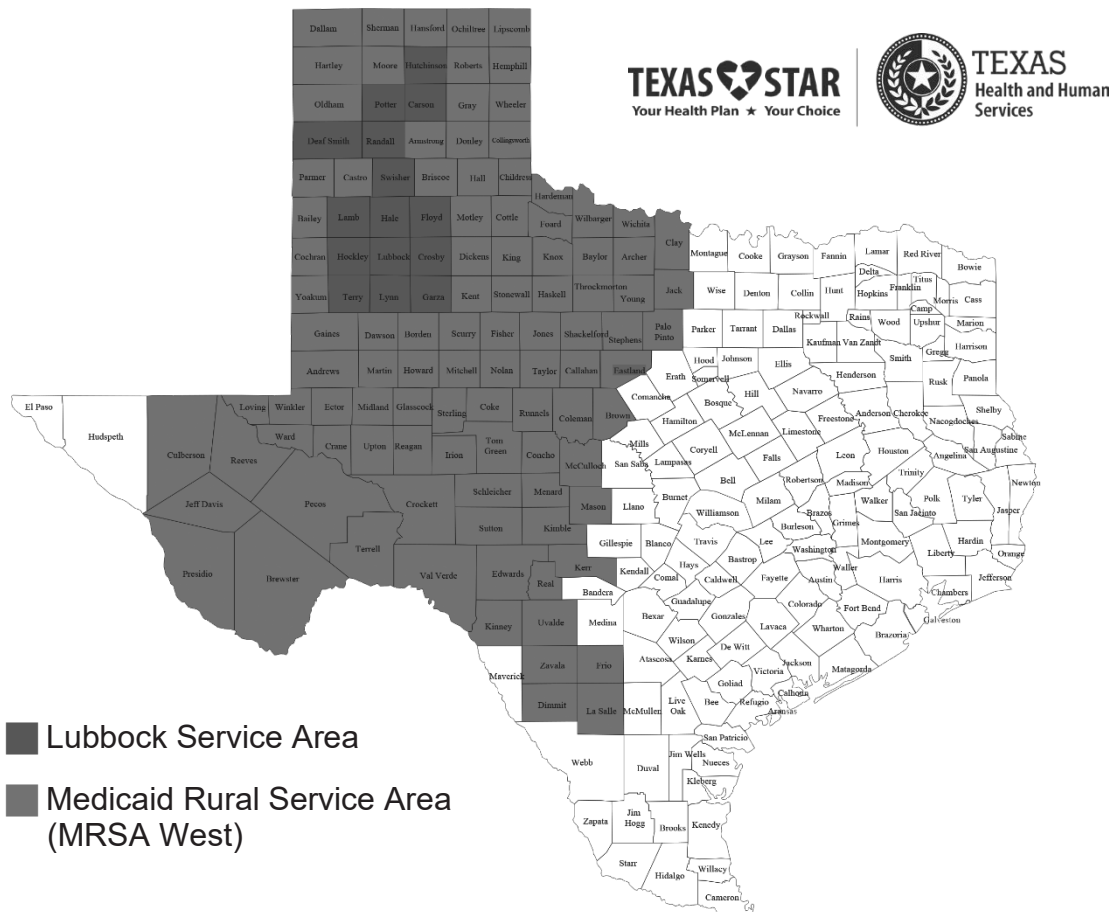 Dallam Sherman Hansford Ochiltree Lipscomb
Hartley Moore Hutchinson Roberts Hemphill
Oldham Potter Carson Gray Wheeler
Deaf Smith Randall Armstrong Donley Collingsworth
Parmer Castro Swisher Briscoe Hall Childress
Hardeman
Bailey Lamb Hale Floyd Motley Cottle Foard Wilbarger Wichita Clay
Cochran Hockley Lubbock Crosby Dickens King Knox Baylor Archer
Yoakum Terry Lynn Garza Kent Stonewall Haskell Throckmorton Young Jack
Gaines Dawson Borden Scurry Fisher Jones Shackelford Stephens Palo Pinto
Andrews Martin Howard Mitchell Nolan Taylor Callahan Eastland
TEXAS STAR
Your Health Plan ★ Your Choice
TEXAS
Health and Human
Services
Montague Cooke Grayson Fannin Lamar Red River Bowie
Delta Titus
Wise Denton Collin Hunt Hopkins Franklin Morris Cass
Rockwall Rains Camp
Parker Tarrant Dallas Kaufman Van Zandt Wood Upshur Marion
Hood Johnson Ellis Smith Gregg Harrison
Erath Somervell Henderson Rusk Panola
Comanche Bosque Hill Navarro
Hamilton Freestone Anderson Cherokee Nacogdoches Shelby
McLennan Limestone San Augustine Sabine
Mills Coryell Falls Leon Houston Angelina
San Saba Lampasas Bell Robertson Madison Trinity Newton
Burnet Milam Walker Polk Tyler Jasper
Llano Williamson Brazos Grimes San Jacinto
Burleson Montgomery Hardin
Gillespie Blanco Travis Lee Washington Liberty Orange
Kendall Hays Bastrop Waller Harris Jefferson
Comal Caldwell Fayette Austin Chambers
Bandera Guadalupe Colorado Fort Bend Galveston
Medina Bexar Gonzales Lavaca Wharton Brazoria
Wilson De Witt Jackson Matagorda
Atascosa Karnes Victoria
Goliad Calhoun
Maverick McMullen Live Oak Bee Refugio Aransas
San Patricio
Webb Duval Jim Wells Nueces
Kleberg
Zapata Jim Hogg Brooks Kenedy
Starr Hidalgo Willacy
Cameron
El Paso Hudspeth
Loving Winkler Ector Midland Glasscock Sterling Coke Runnels Coleman Brown
Culberson Reeves Ward Crane Upton Reagan Irion Tom Green Concho McCulloch
Jeff Davis Pecos Crockett Schleicher Menard Mason
Sutton Kimble
Terrell
Presidio Brewster Val Verde Edwards Real Kerr
Kinney Uvalde
Zavala Frio
Dimmit La Salle
Lubbock Service Area
Medicaid Rural Service Area
(MRSA West)